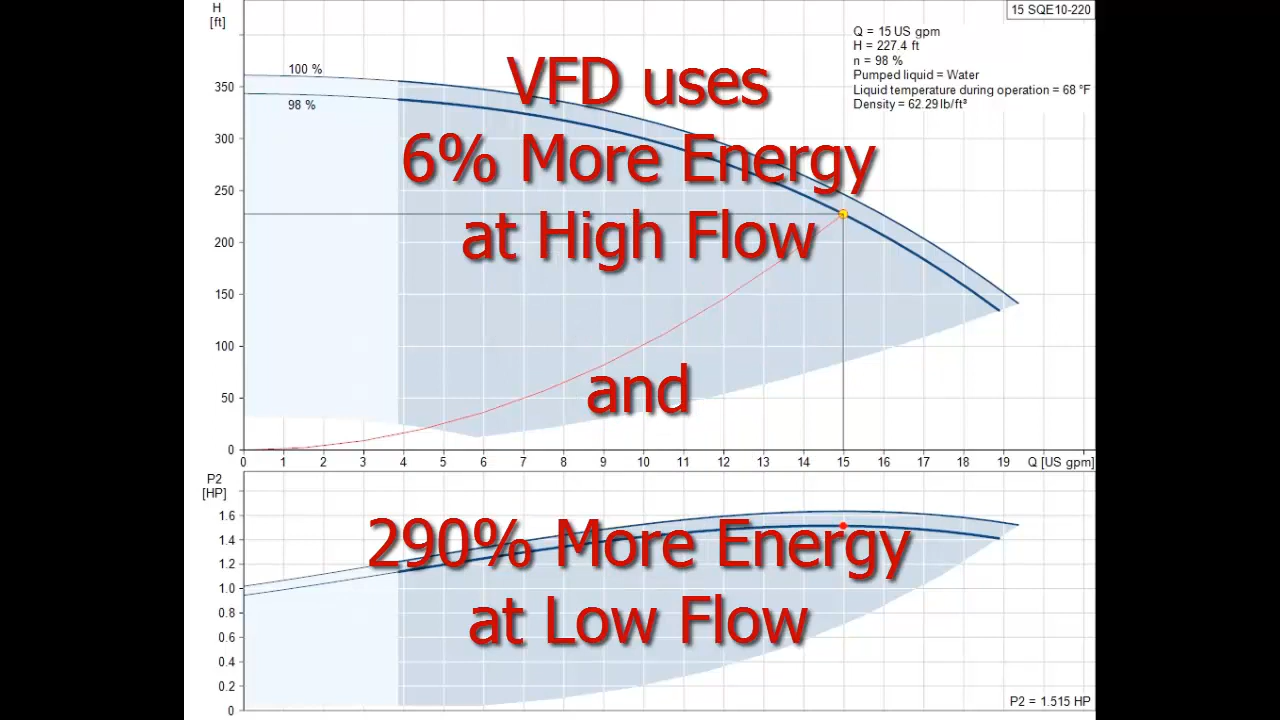 H
[ft]
15 SQE10-220
Q = 15 US gpm
H = 227.4 ft
n = 98 %
Pumped liquid = Water
Liquid temperature during operation = 68 °F
Density = 62.29 lb/ft³
100 %
98 %
VFD uses
6% More Energy
at High Flow
and
350
300
250
200
150
100
50
0
0 1 2 3 4 5 6 7 8 9 10 11 12 13 14 15 16 17 18 19 Q [US gpm]
P2
[HP]
1.6
1.4
1.2
1.0
0.8
0.6
0.4
0.2
0
290% More Energy
at Low Flow
P2 = 1.515 HP